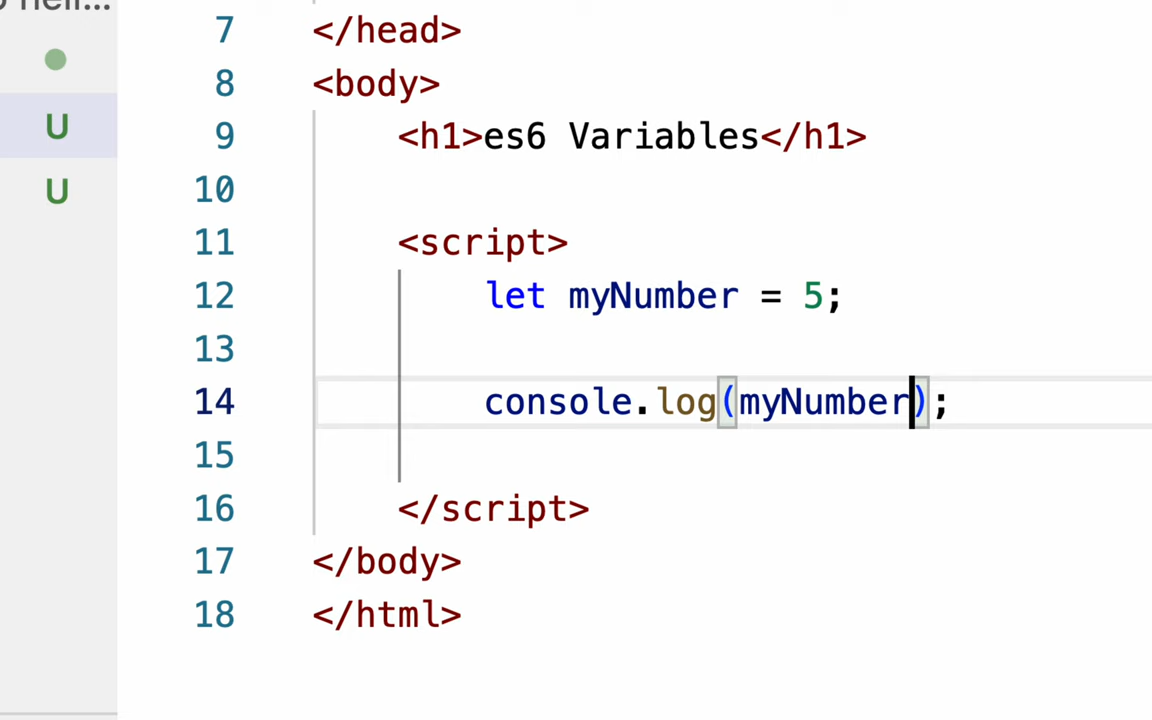 7 </head>
U
8 <body>
U
9 <h1>es6 Variables</h1>
10
11 <script>
12 let myNumber = 5;
13
14 console.log(myNumber);
15
16 </script>
17 </body>
18 </html>